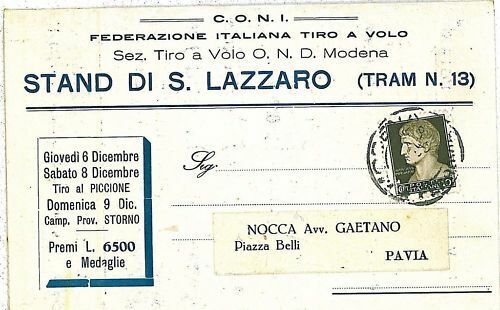 C. O. N. I.
FEDERAZIONE ITALIANA TIRO A VOLO
Sez. Tiro a Volo O. N. D. Modena
STAND DI S. LAZZARO (TRAM N. 13)
Giovedì 6 Dicembre
Sabato 8 Dicembre
Tiro al PICCIONE
Domenica 9 Dic.
Camp. Prov. STORNO
Premi L. 6500
e Medaglie
Sig.
NOCCA Avv. GAETANO
Piazza Belli
PAVIA